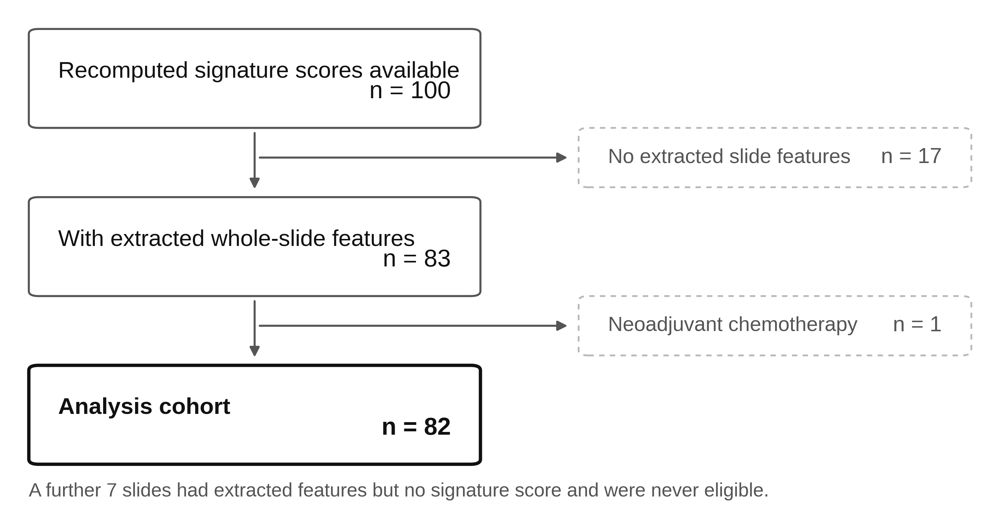 Recomputed signature scores available
n = 100
No extracted slide features n = 17
With extracted whole-slide features
n = 83
Neoadjuvant chemotherapy n = 1
Analysis cohort
n = 82
A further 7 slides had extracted features but no signature score and were never eligible.